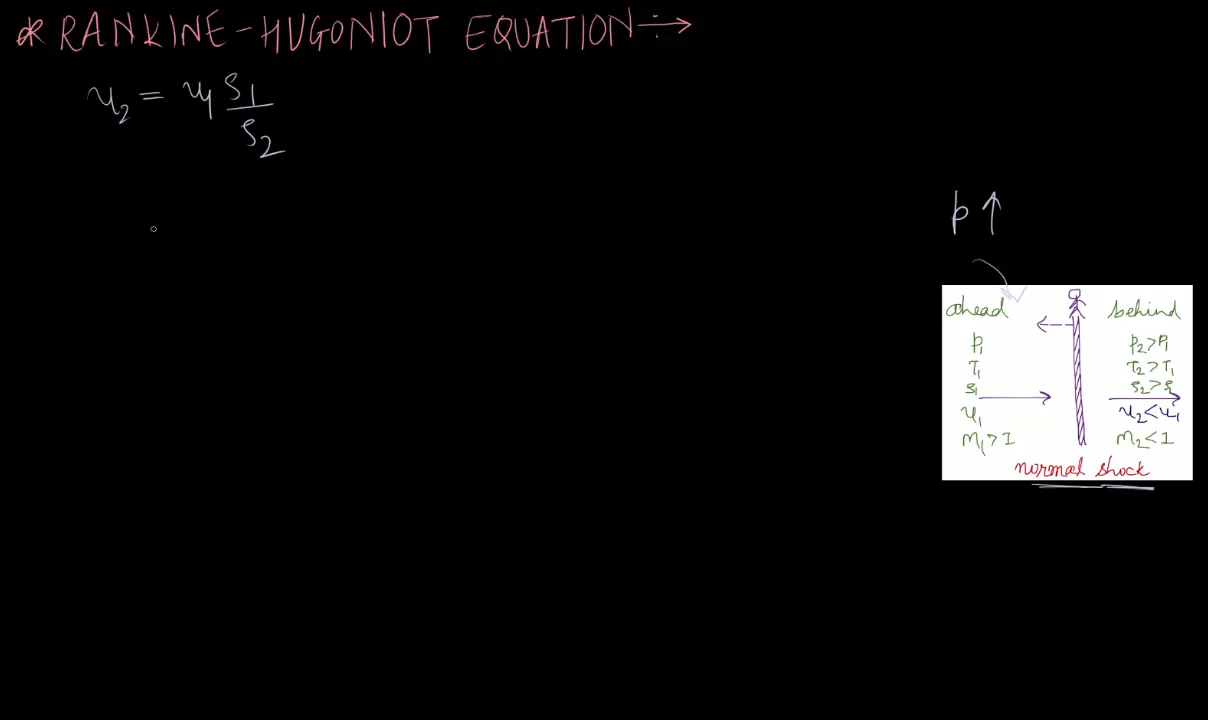 * RANKINE-HUGONIOT EQUATION ÷→
u₂ = u₁ ρ₁/ρ₂
p ↑
ahead behind
p₁ p₂>p₁
T₁ T₂>T₁
ρ₁ ρ₂>ρ₁
u₁ u₂<u₁
M₁>1 M₂<1
normal shock